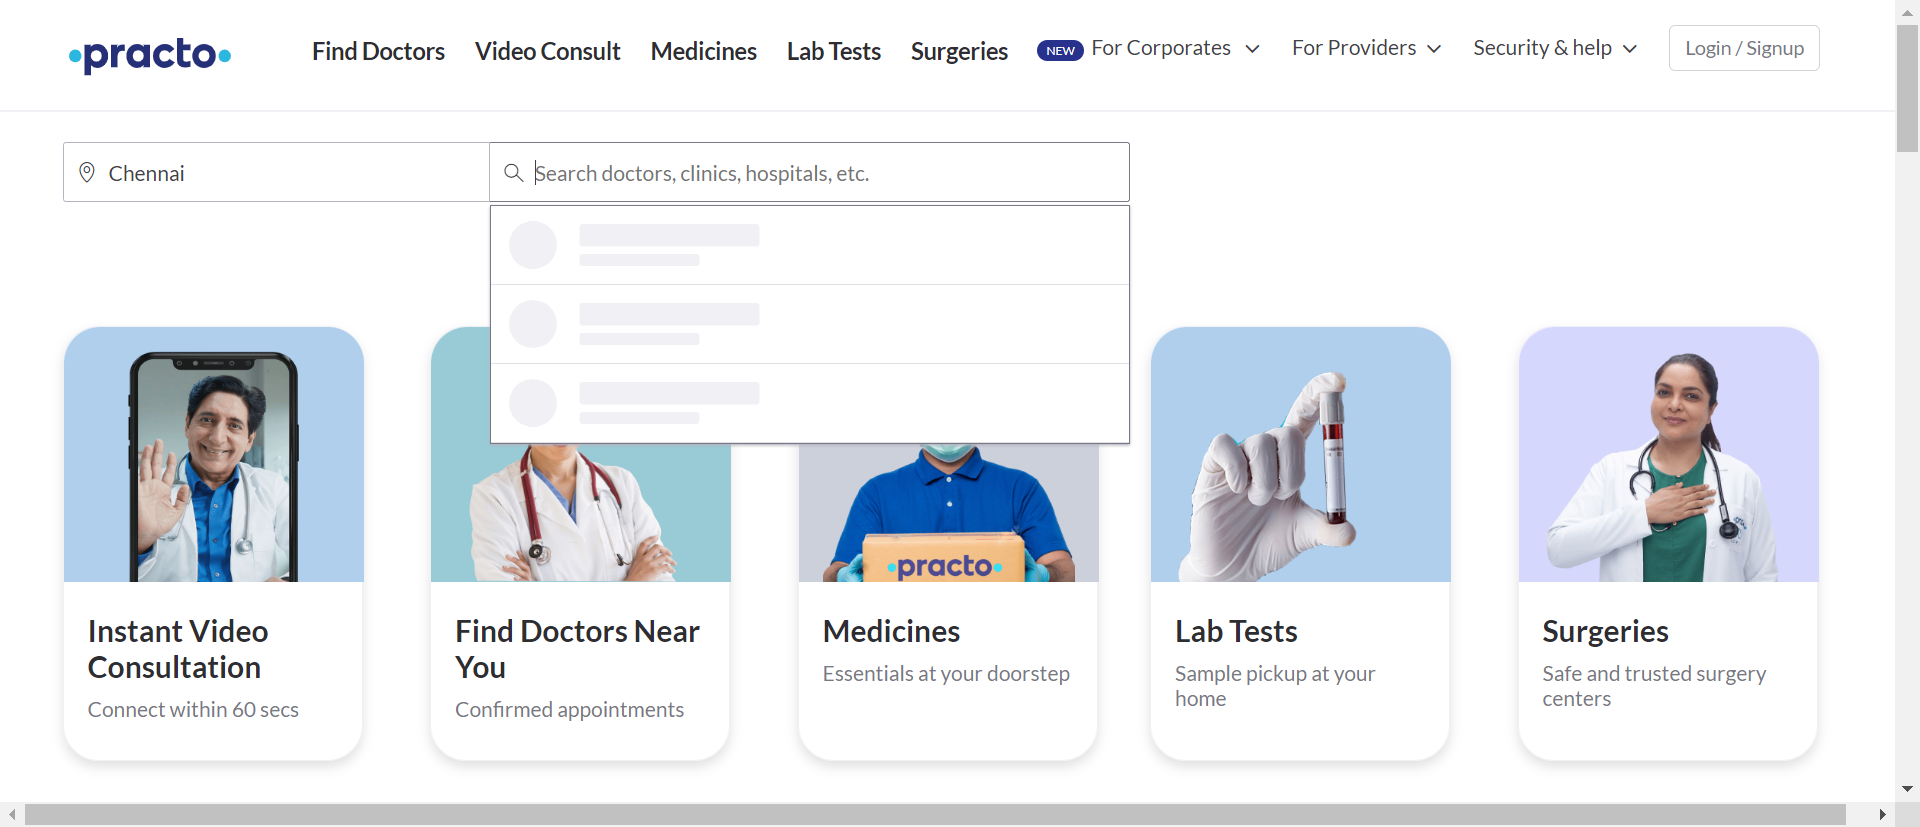 practo
Find Doctors
Video Consult
Medicines
Lab Tests
Surgeries
NEW
For Corporates
For Providers
Security & help
Login / Signup
Chennai
Search doctors, clinics, hospitals, etc.
practo
Instant Video
Consultation
Connect within 60 secs
Find Doctors Near
You
Confirmed appointments
Medicines
Essentials at your doorstep
Lab Tests
Sample pickup at your
home
Surgeries
Safe and trusted surgery
centers